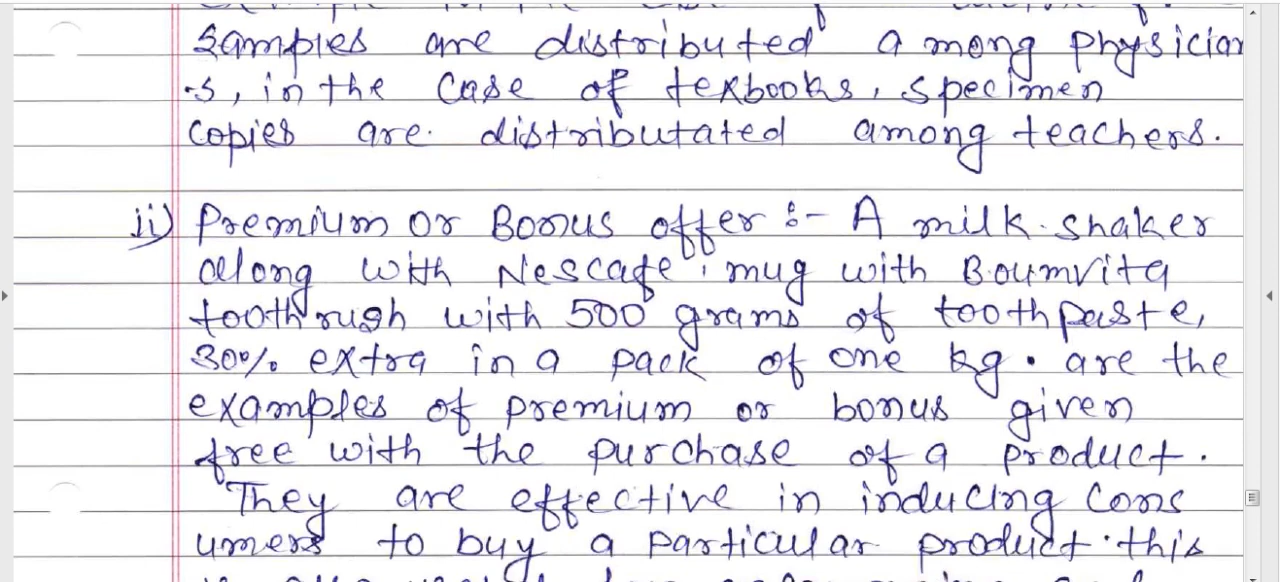 samples are distributed among physician
-s, in the case of texbooks, specimen
copies are. distributated among teachers.
ii) Premium or Bonus offer :- A milk. shaker
along with Nescafe, mug with Bournvita
toothrush with 500 grams of toothpaste,
30% extra in a pack of one kg. are the
examples of premium or bonus given
free with the purchase of a product.
They are effective in inducing cons
umers to buy a particular product. this